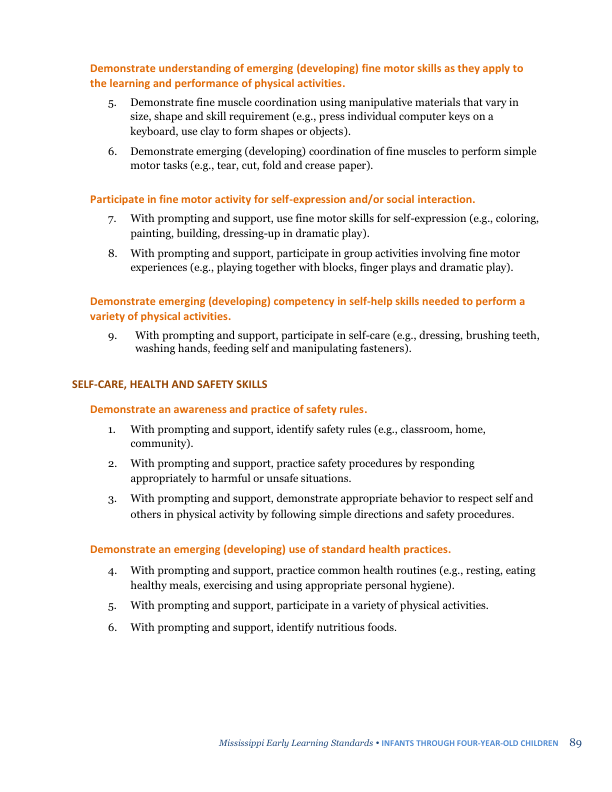 Demonstrate understanding of emerging (developing) fine motor skills as they apply to
the learning and performance of physical activities.
5. Demonstrate fine muscle coordination using manipulative materials that vary in
size, shape and skill requirement (e.g., press individual computer keys on a
keyboard, use clay to form shapes or objects).
6. Demonstrate emerging (developing) coordination of fine muscles to perform simple
motor tasks (e.g., tear, cut, fold and crease paper).
Participate in fine motor activity for self-expression and/or social interaction.
7. With prompting and support, use fine motor skills for self-expression (e.g., coloring,
painting, building, dressing-up in dramatic play).
8. With prompting and support, participate in group activities involving fine motor
experiences (e.g., playing together with blocks, finger plays and dramatic play).
Demonstrate emerging (developing) competency in self-help skills needed to perform a
variety of physical activities.
9. With prompting and support, participate in self-care (e.g., dressing, brushing teeth,
washing hands, feeding self and manipulating fasteners).
SELF-CARE, HEALTH AND SAFETY SKILLS
Demonstrate an awareness and practice of safety rules.
1. With prompting and support, identify safety rules (e.g., classroom, home,
community).
2. With prompting and support, practice safety procedures by responding
appropriately to harmful or unsafe situations.
3. With prompting and support, demonstrate appropriate behavior to respect self and
others in physical activity by following simple directions and safety procedures.
Demonstrate an emerging (developing) use of standard health practices.
4. With prompting and support, practice common health routines (e.g., resting, eating
healthy meals, exercising and using appropriate personal hygiene).
5. With prompting and support, participate in a variety of physical activities.
6. With prompting and support, identify nutritious foods.
Mississippi Early Learning Standards • INFANTS THROUGH FOUR-YEAR-OLD CHILDREN 89